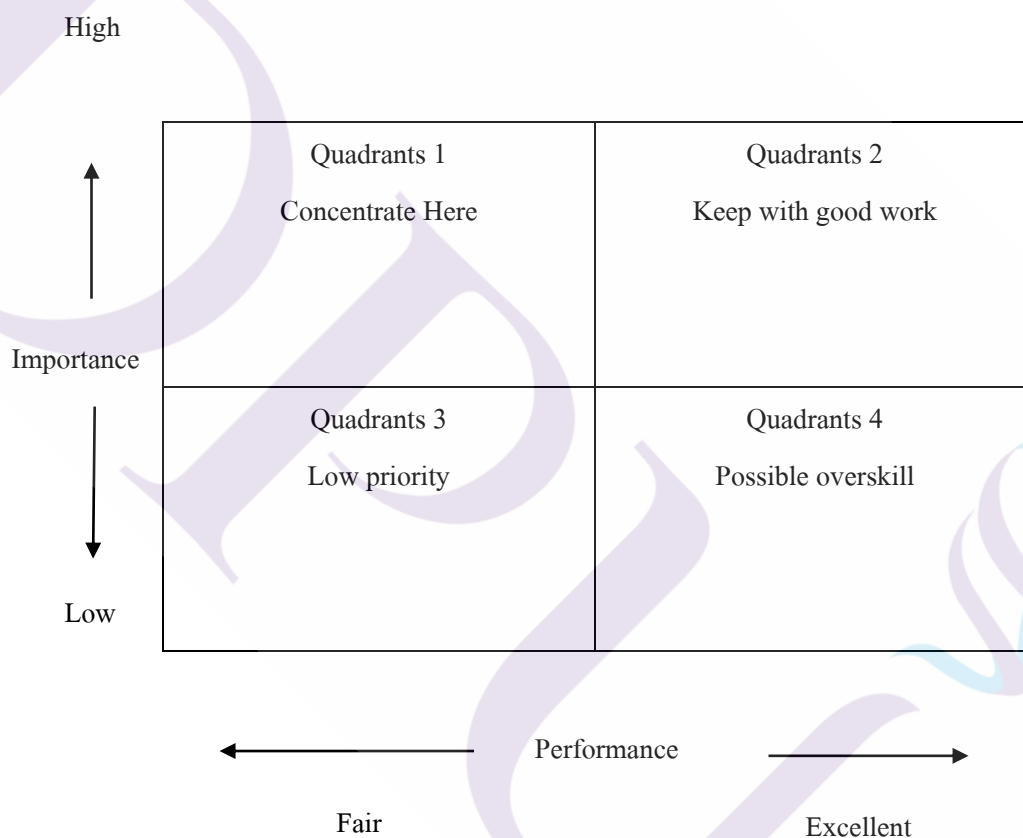 High
Quadrants 1
Concentrate Here
Quadrants 2
Keep with good work
Importance
Quadrants 3
Low priority
Quadrants 4
Possible overskill
Low
Performance
Fair
Excellent